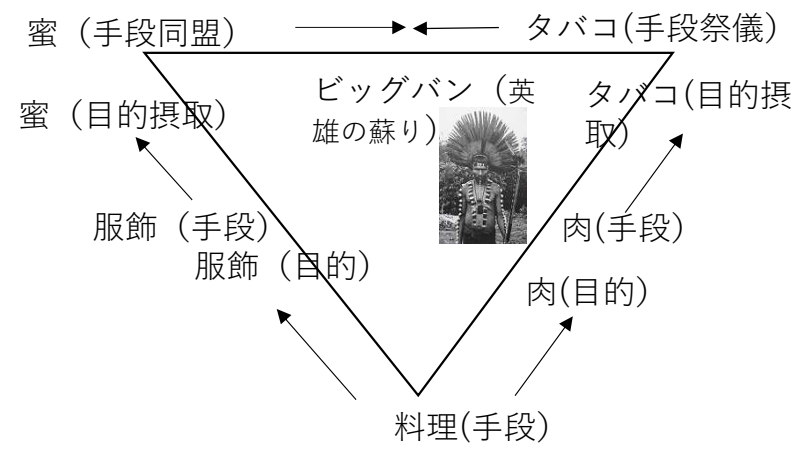 蜜（手段同盟）
タバコ(手段祭儀)
ビッグバン（英
雄の蘇り)
タバコ(目的摂
取)
蜜（目的摂取)
服飾（手段)
肉(手段)
服飾（目的)
肉(目的)
料理(手段)